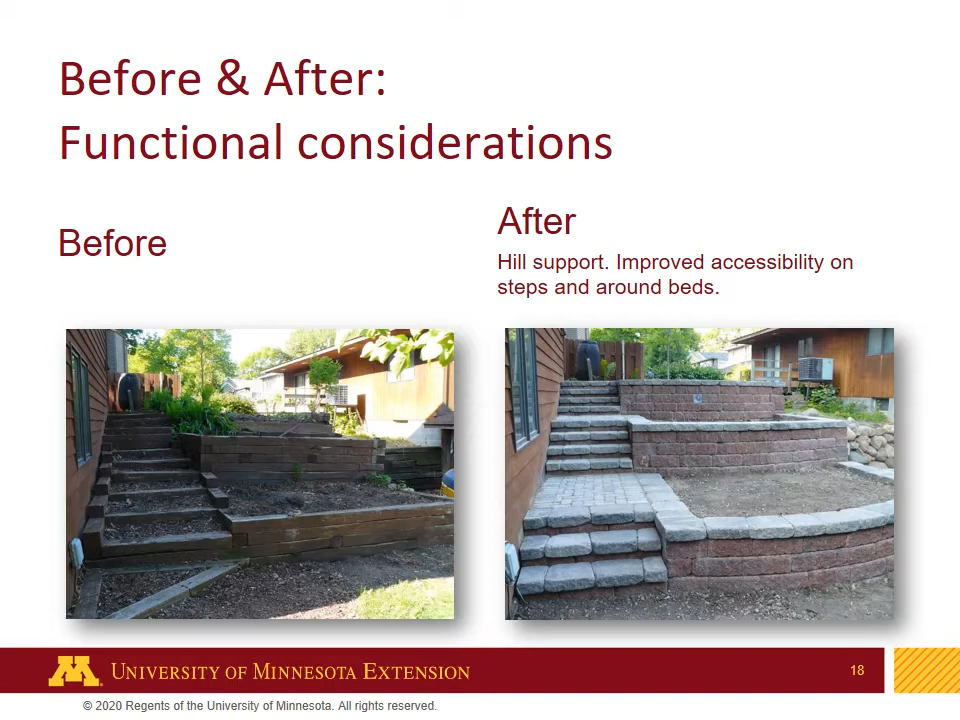 Before & After:
Functional considerations
Before
After
Hill support. Improved accessibility on
steps and around beds.
M
UNIVERSITY OF MINNESOTA EXTENSION
18
© 2020 Regents of the University of Minnesota. All rights reserved.